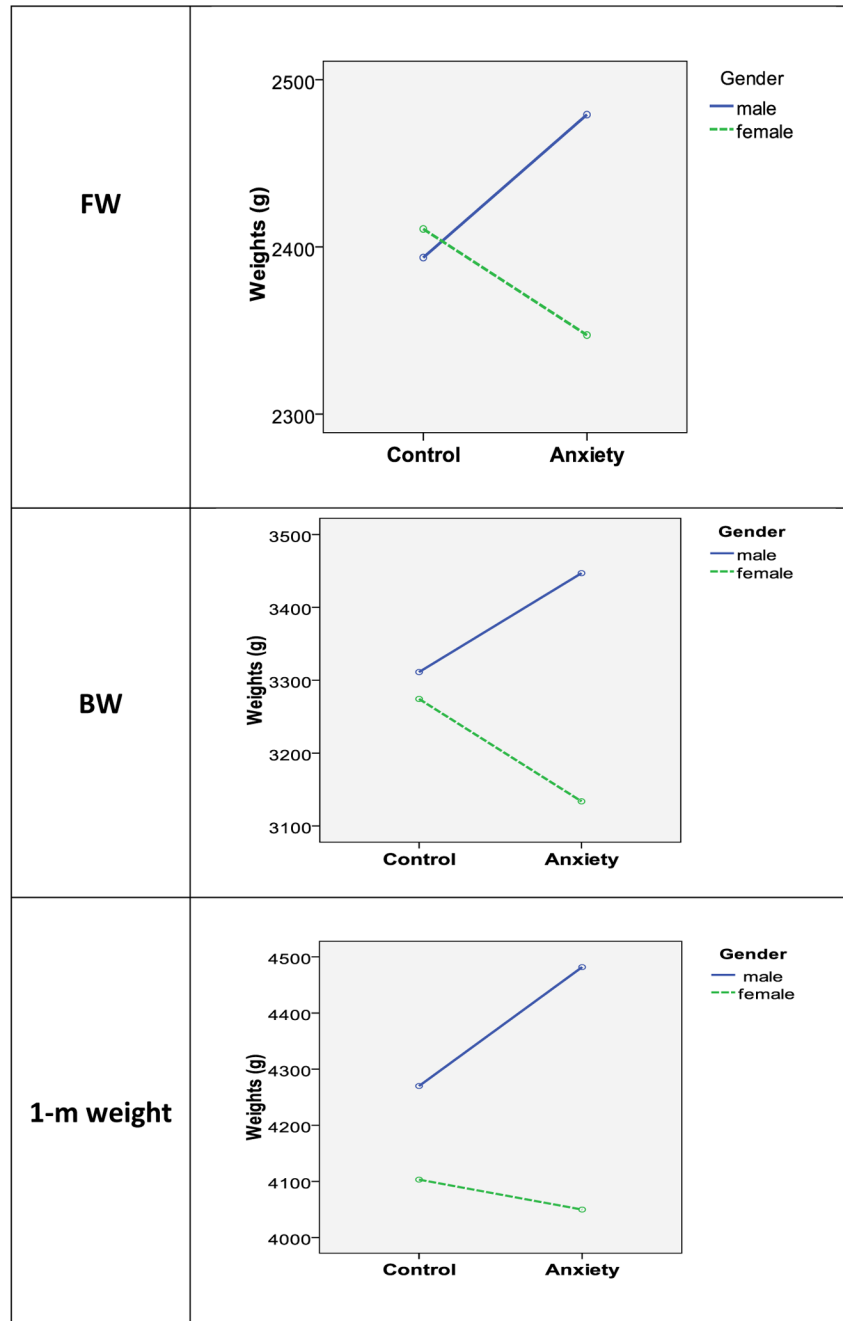 FW
Weights (g)
2500
2400
2300
Control Anxiety
Gender
male
female
BW
Weights (g)
3500
3400
3300
3200
3100
Control Anxiety
Gender
male
female
1-m weight
Weights (g)
4500
4400
4300
4200
4100
4000
Control Anxiety
Gender
male
female